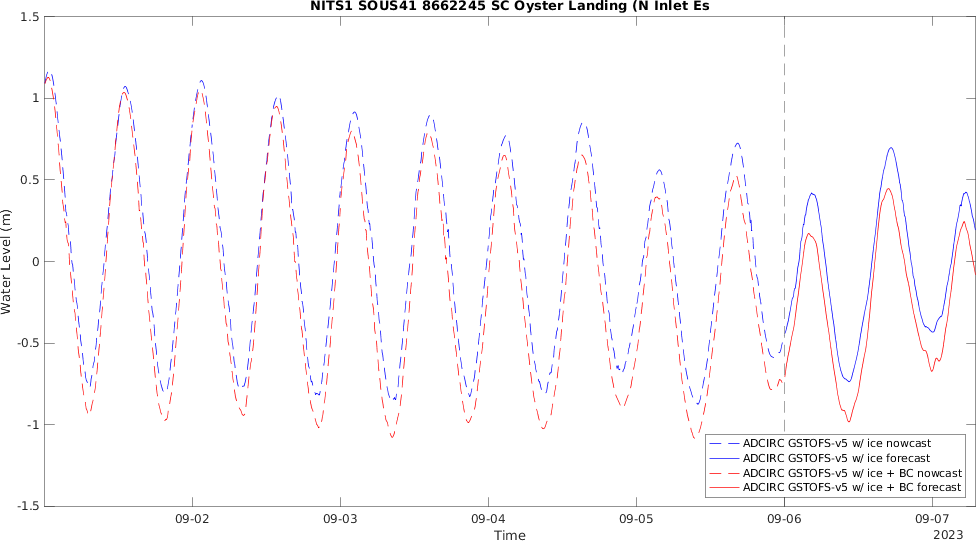 NITS1 SOUS41 8662245 SC Oyster Landing (N Inlet Es
1.5
1
0.5
0
-0.5
-1
-1.5
Water Level (m)
09-02
09-03
09-04
09-05
09-06
09-07
Time
2023
ADCIRC GSTOFS-v5 w/ ice nowcast
ADCIRC GSTOFS-v5 w/ ice forecast
ADCIRC GSTOFS-v5 w/ ice + BC nowcast
ADCIRC GSTOFS-v5 w/ ice + BC forecast